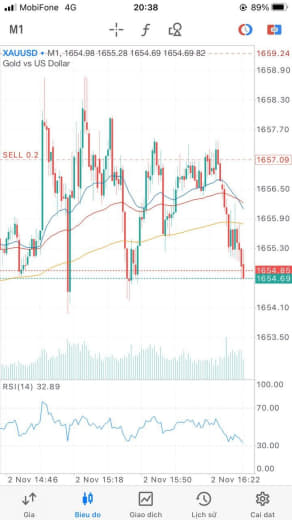 MobiFone 4G 20:38 89%
M1
XAUUSD • M1, 1654.98 1655.28 1654.69 1654.69 82
Gold vs US Dollar
1659.24
1658.90
1658.30
1657.70
SELL 0.2
1657.09
1656.50
1655.90
1655.30
1654.85
1654.69
1654.10
1653.50
RSI(14) 32.89
100.00
70.00
30.00
0.00
2 Nov 14:46 2 Nov 15:18 2 Nov 15:50 2 Nov 16:22
Gia Bieu do Giao dich Lich sử Cai dat